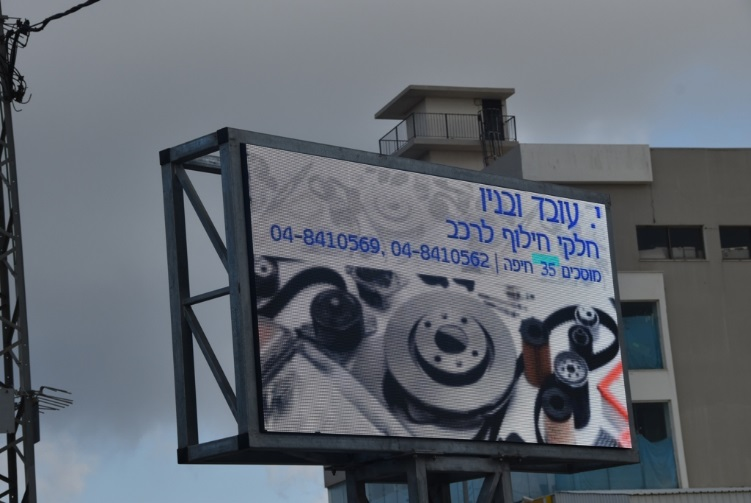 י. עובד ובניו
חלקי חילוף לרכב
מוסכים 35 חיפה | 04-8410569, 04-8410562